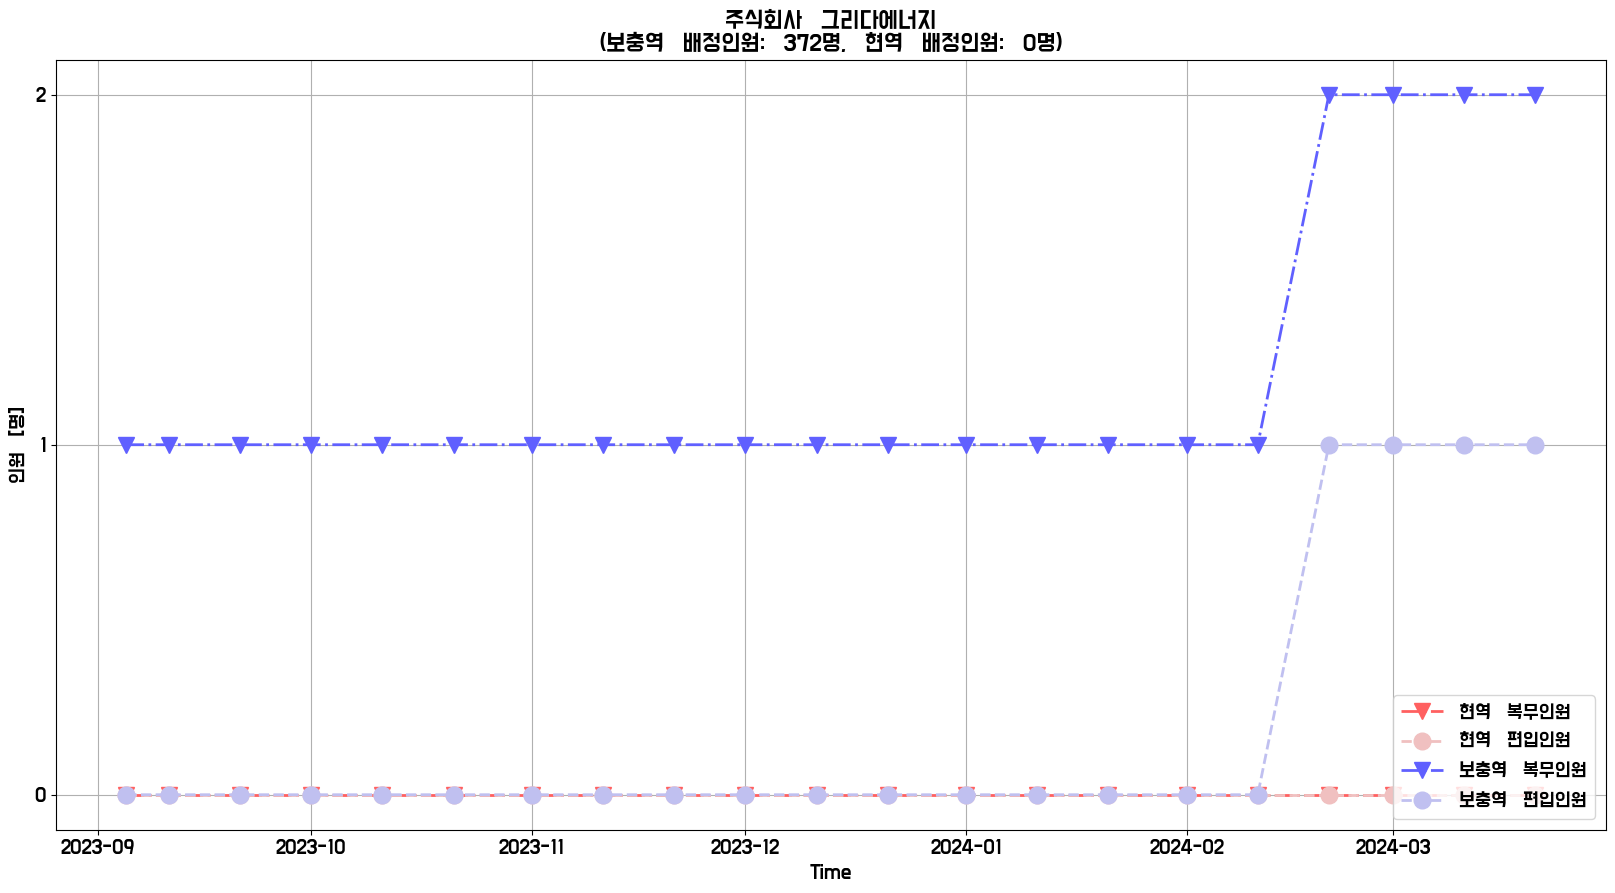 주식회사 그리다에너지
(보충역 배정인원: 372명, 현역 배정인원: 0명)
2
1
0
인원 [명]
2023-09
2023-10
2023-11
2023-12
2024-01
2024-02
2024-03
Time
현역 복무인원
현역 편입인원
보충역 복무인원
보충역 편입인원